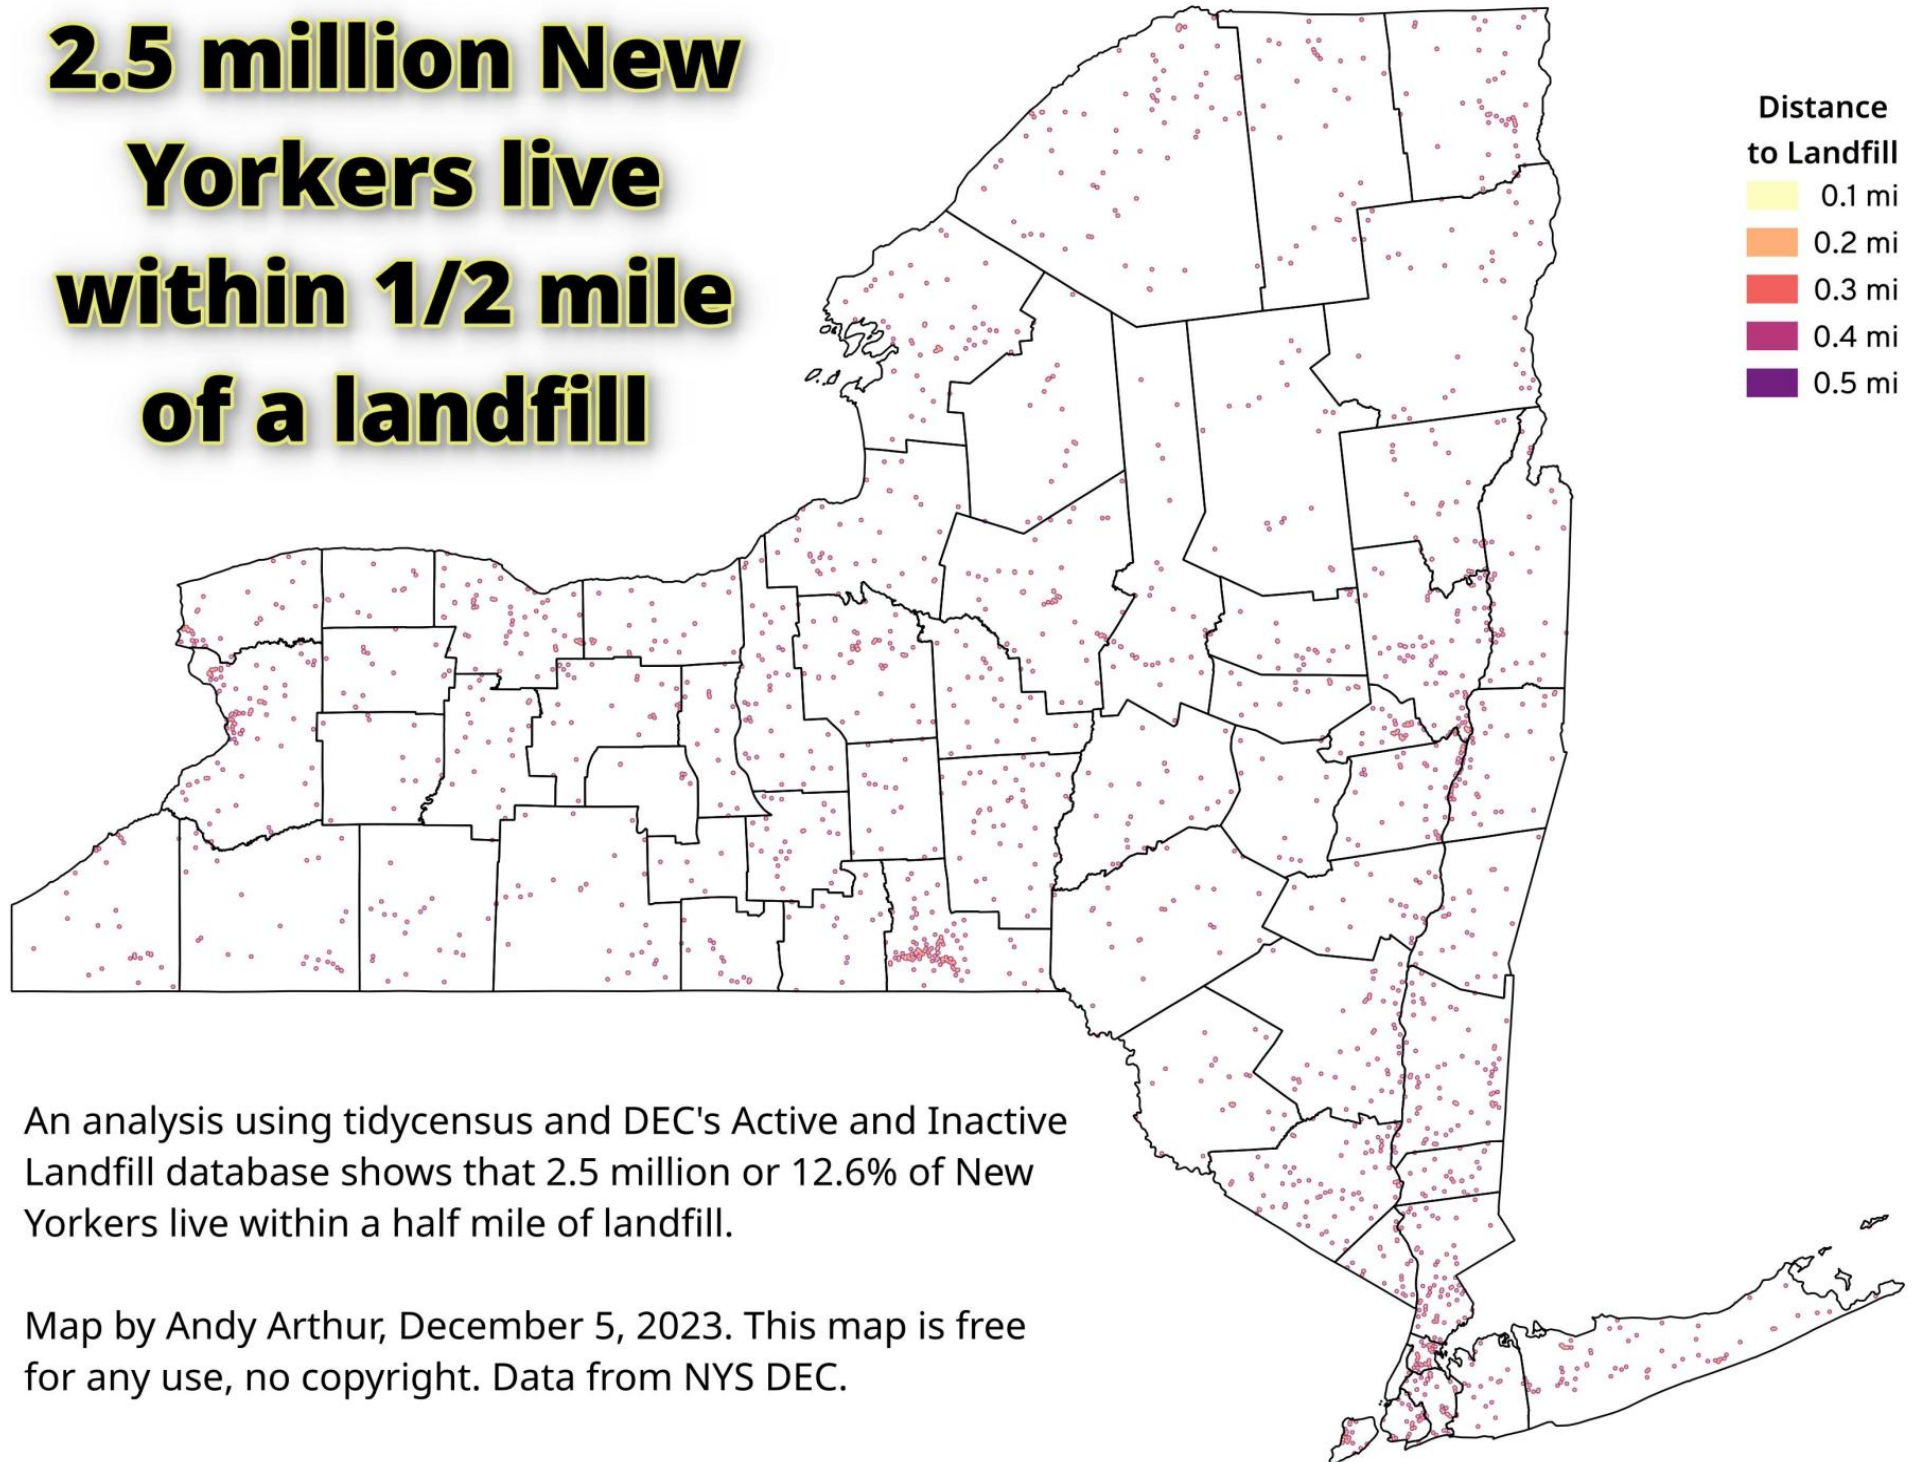 2.5 million New
Yorkers live
within 1/2 mile
of a landfill
Distance
to Landfill
0.1 mi
0.2 mi
0.3 mi
0.4 mi
0.5 mi
An analysis using tidycensus and DEC's Active and Inactive
Landfill database shows that 2.5 million or 12.6% of New
Yorkers live within a half mile of landfill.
Map by Andy Arthur, December 5, 2023. This map is free
for any use, no copyright. Data from NYS DEC.